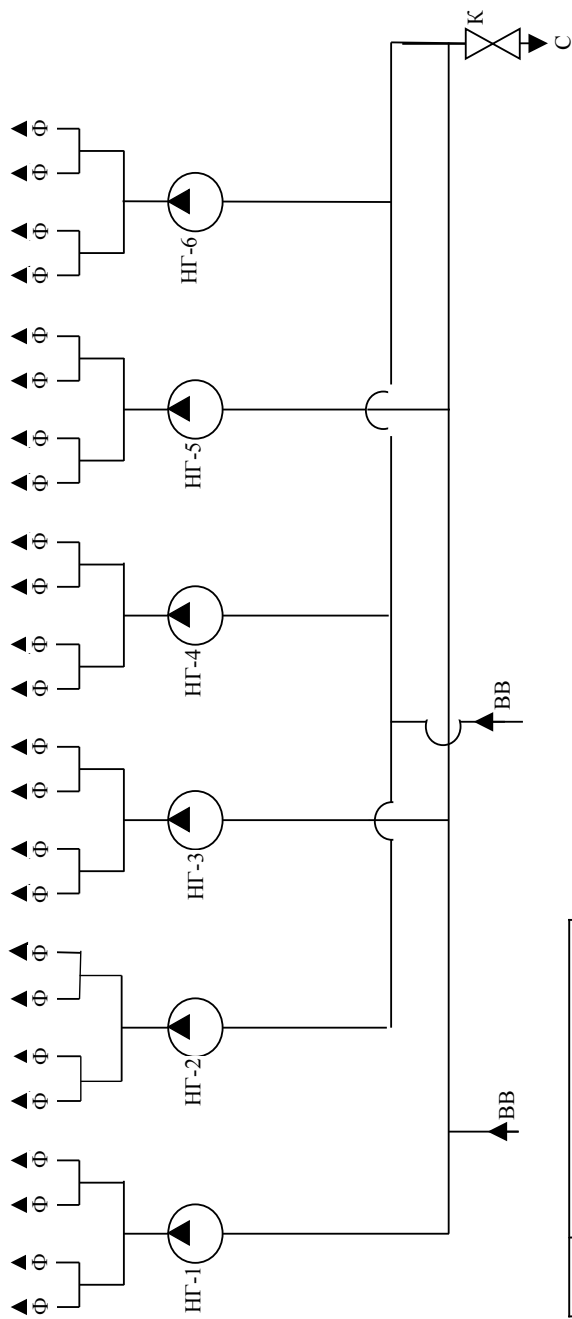 Ф Ф Ф Ф Ф Ф Ф Ф Ф Ф Ф Ф Ф Ф Ф Ф Ф Ф Ф Ф Ф Ф Ф Ф
НГ-1 НГ-2 НГ-3 НГ-4 НГ-5 НГ-6
К
ВВ ВВ
С